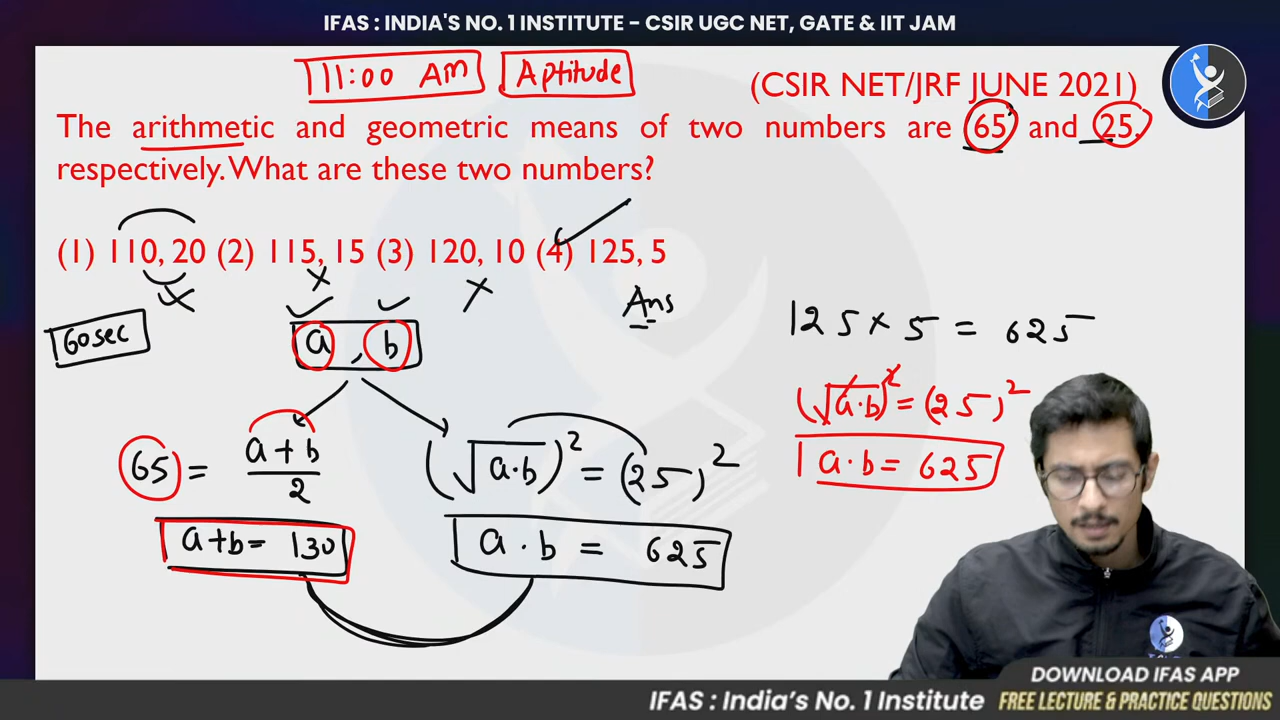 IFAS : INDIA'S NO. 1 INSTITUTE – CSIR UGC NET, GATE & IIT JAM
11:00 AM Aptitude
(CSIR NET/JRF JUNE 2021)
The arithmetic and geometric means of two numbers are 65 and 25. respectively. What are these two numbers?
(1) 110, 20 (2) 115, 15 (3) 120, 10 (4) 125, 5
Ans
60sec
a , b
125 × 5 = 625
(√a·b)² = (25)²
a·b = 625
65 = a+b/2
(√a·b)² = (25)²
a+b = 130
a · b = 625
DOWNLOAD IFAS APP
IFAS : India's No. 1 Institute FREE LECTURE & PRACTICE QUESTIONS